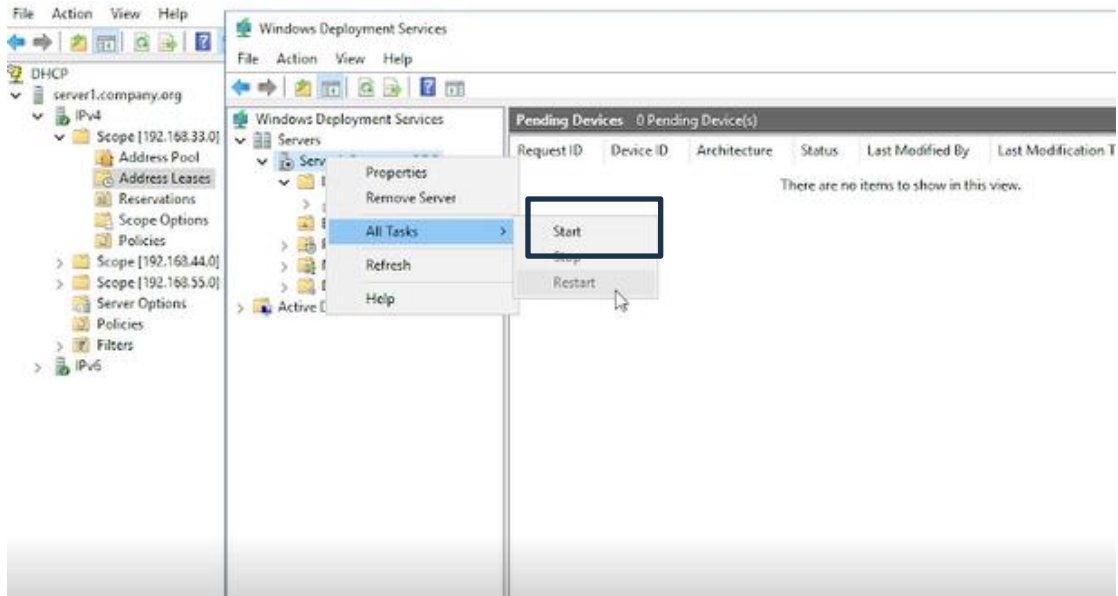 File Action View Help
DHCP
server1.company.org
IPv4
Scope [192.168.33.0]
Address Pool
Address Leases
Reservations
Scope Options
Policies
Scope [192.168.44.0]
Scope [192.168.55.0]
Server Options
Policies
Filters
IPv6
Windows Deployment Services
File Action View Help
Windows Deployment Services
Servers
Serv
Active D
Properties
Remove Server
All Tasks
Refresh
Help
Start
Stop
Restart
Pending Devices 0 Pending Device(s)
Request ID Device ID Architecture Status Last Modified By Last Modification T
There are no items to show in this view.